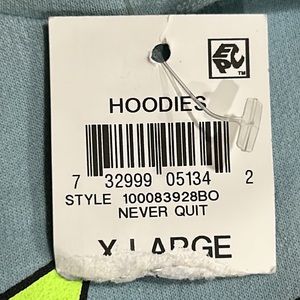 HOODIES
7 32999 05134 2
STYLE 100083928BO
NEVER QUIT
X LARGE